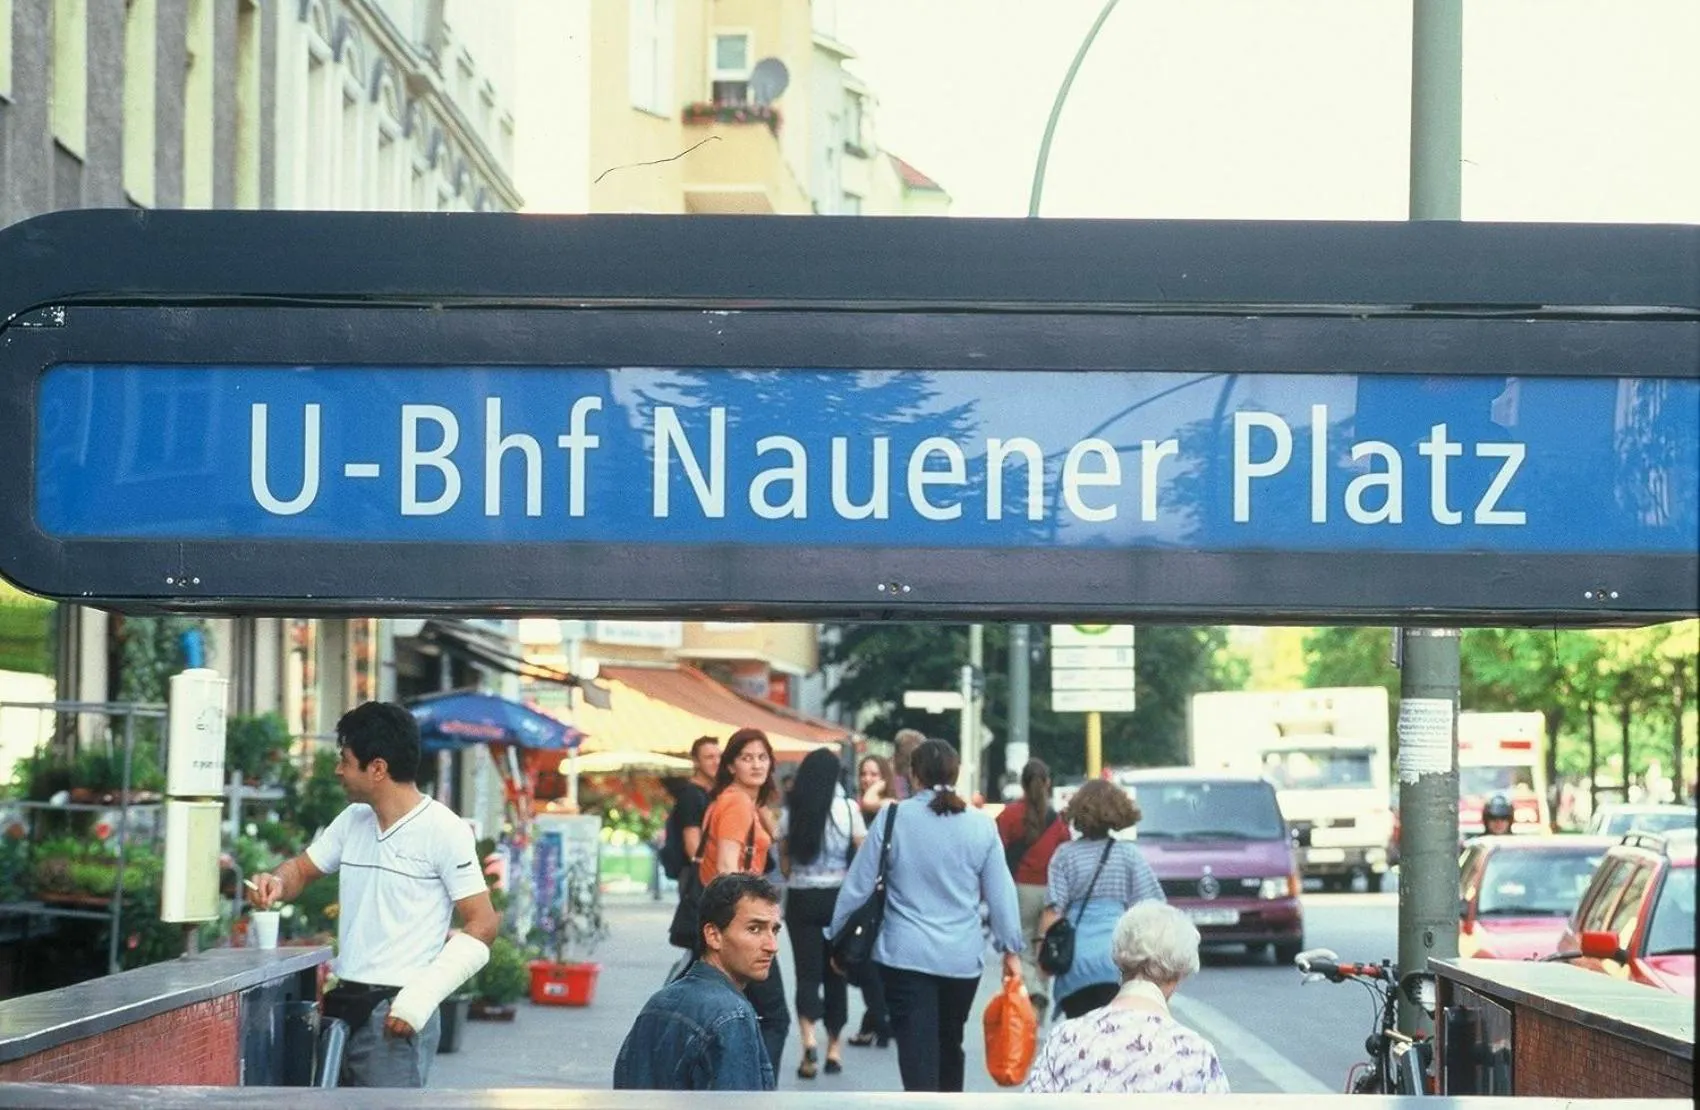 U-Bhf Nauener Platz